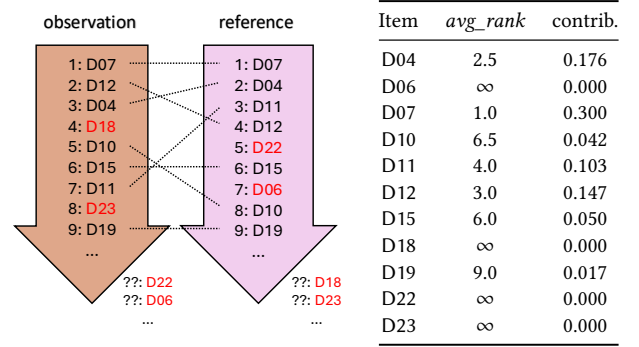 observation
1: D07
2: D12
3: D04
4: D18
5: D10
6: D15
7: D11
8: D23
9: D19
...
??: D22
??: D06
...
reference
1: D07
2: D04
3: D11
4: D12
5: D22
6: D15
7: D06
8: D10
9: D19
...
??: D18
??: D23
...
Item avg_rank contrib.
D04 2.5 0.176
D06 ∞ 0.000
D07 1.0 0.300
D10 6.5 0.042
D11 4.0 0.103
D12 3.0 0.147
D15 6.0 0.050
D18 ∞ 0.000
D19 9.0 0.017
D22 ∞ 0.000
D23 ∞ 0.000